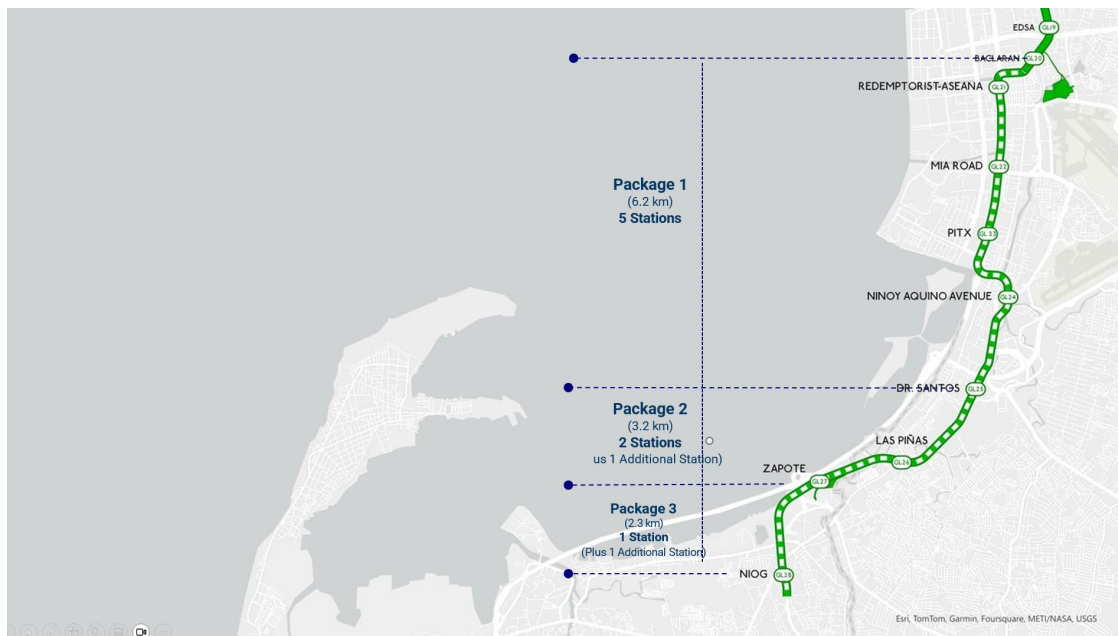 EDSA
GL19
BACLARAN
GL20
REDEMPTORIST-ASEANA
GL21
MIA ROAD
GL22
Package 1
(6.2 km)
5 Stations
PITX
GL23
NINOY AQUINO AVENUE
GL24
DR. SANTOS
GL25
Package 2
(3.2 km)
2 Stations
us 1 Additional Station)
LAS PIÑAS
GL26
ZAPOTE
GL27
Package 3
(2.3 km)
1 Station
(Plus 1 Additional Station)
NIOG
GL28
Esri, TomTom, Garmin, Foursquare, METI/NASA, USGS